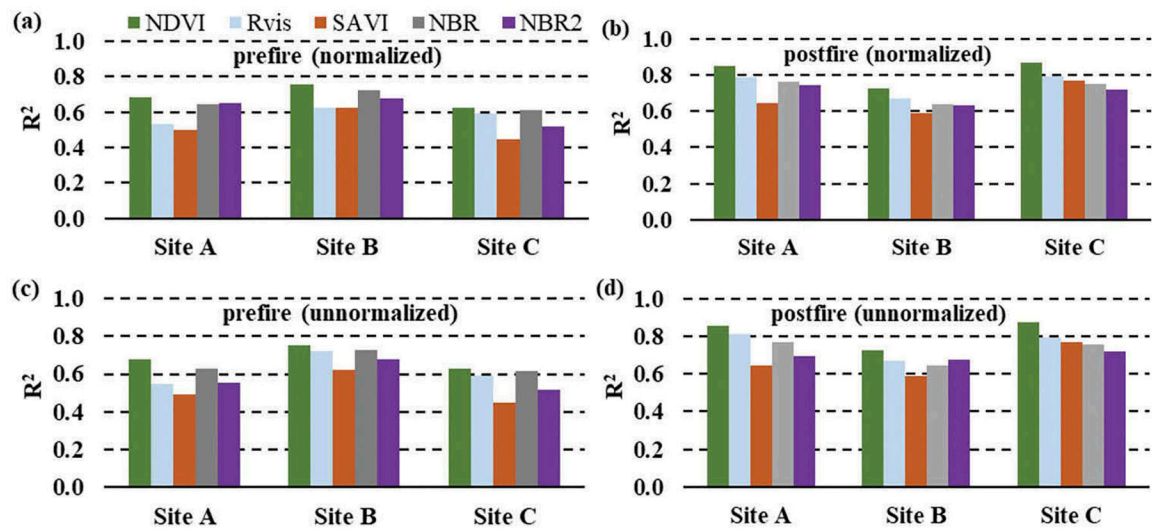 (a) NDVI Rvis SAVI NBR NBR2
prefire (normalized)
R²
1.0
0.8
0.6
0.4
0.2
0.0
Site A Site B Site C
(b)
postfire (normalized)
R²
1.0
0.8
0.6
0.4
0.2
0.0
Site A Site B Site C
(c)
prefire (unnormalized)
R²
1.0
0.8
0.6
0.4
0.2
0.0
Site A Site B Site C
(d)
postfire (unnormalized)
R²
1.0
0.8
0.6
0.4
0.2
0.0
Site A Site B Site C